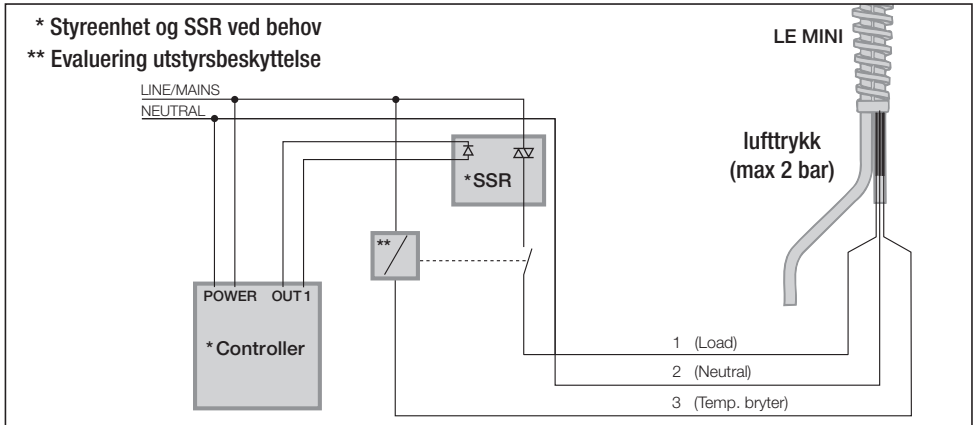 * Styreenhet og SSR ved behov
** Evaluering utstyrsbeskyttelse
LE MINI
LINE/MAINS
NEUTRAL
lufttrykk
(max 2 bar)
*SSR
**
POWER OUT1
*Controller
1 (Load)
2 (Neutral)
3 (Temp. bryter)